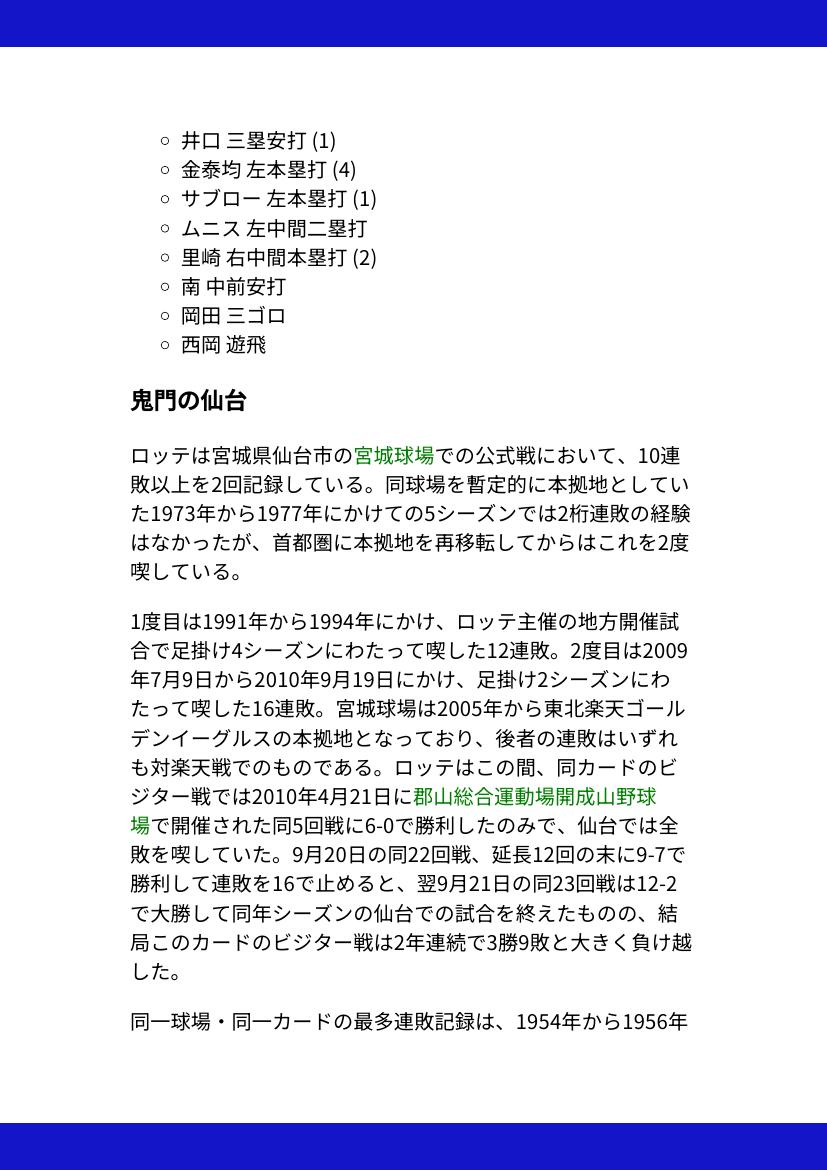 井口 三塁安打 (1)
金泰均 左本塁打 (4)
サブロー 左本塁打 (1)
ムニス 左中間二塁打
里崎 右中間本塁打 (2)
南 中前安打
岡田 三ゴロ
西岡 遊飛
鬼門の仙台
ロッテは宮城県仙台市の宮城球場での公式戦において、10連
敗以上を2回記録している。同球場を暫定的に本拠地としてい
た1973年から1977年にかけての5シーズンでは2桁連敗の経験
はなかったが、首都圏に本拠地を再移転してからはこれを2度
喫している。
1度目は1991年から1994年にかけ、ロッテ主催の地方開催試
合で足掛け4シーズンにわたって喫した12連敗。2度目は2009
年7月9日から2010年9月19日にかけ、足掛け2シーズンにわ
たって喫した16連敗。宮城球場は2005年から東北楽天ゴール
デンイーグルスの本拠地となっており、後者の連敗はいずれ
も対楽天戦でのものである。ロッテはこの間、同カードのビ
ジター戦では2010年4月21日に郡山総合運動場開成山野球
場で開催された同5回戦に6-0で勝利したのみで、仙台では全
敗を喫していた。9月20日の同22回戦、延長12回の末に9-7で
勝利して連敗を16で止めると、翌9月21日の同23回戦は12-2
で大勝して同年シーズンの仙台での試合を終えたものの、結
局このカードのビジター戦は2年連続で3勝9敗と大きく負け越
した。
同一球場・同一カードの最多連敗記録は、1954年から1956年